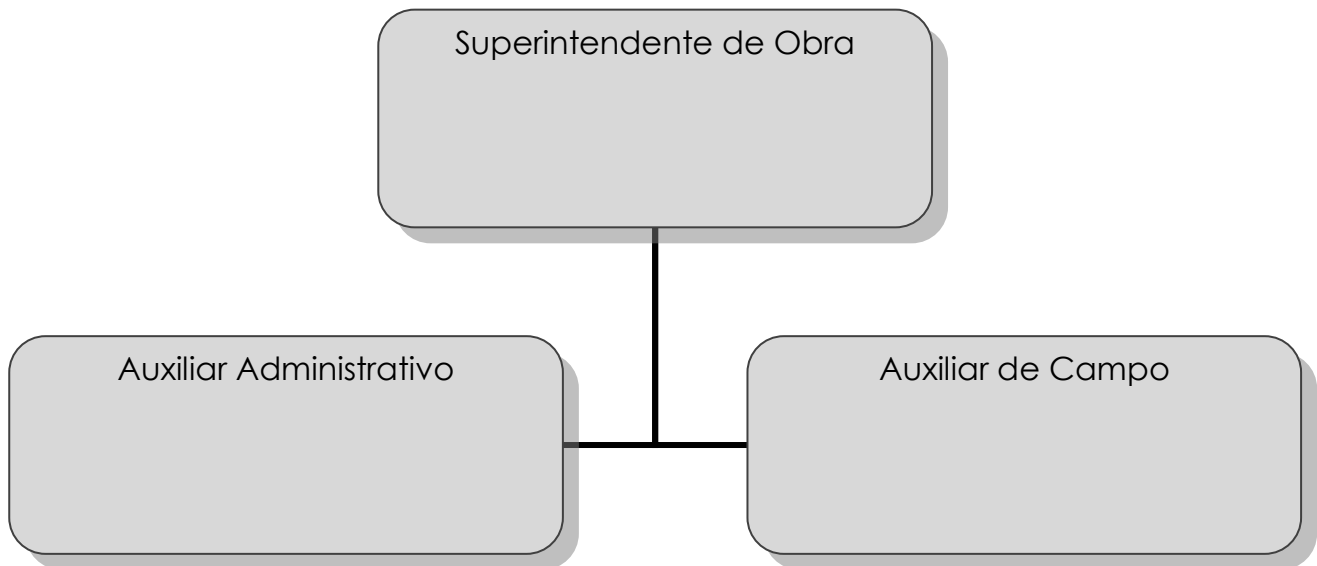 Superintendente de Obra
Auxiliar Administrativo
Auxiliar de Campo